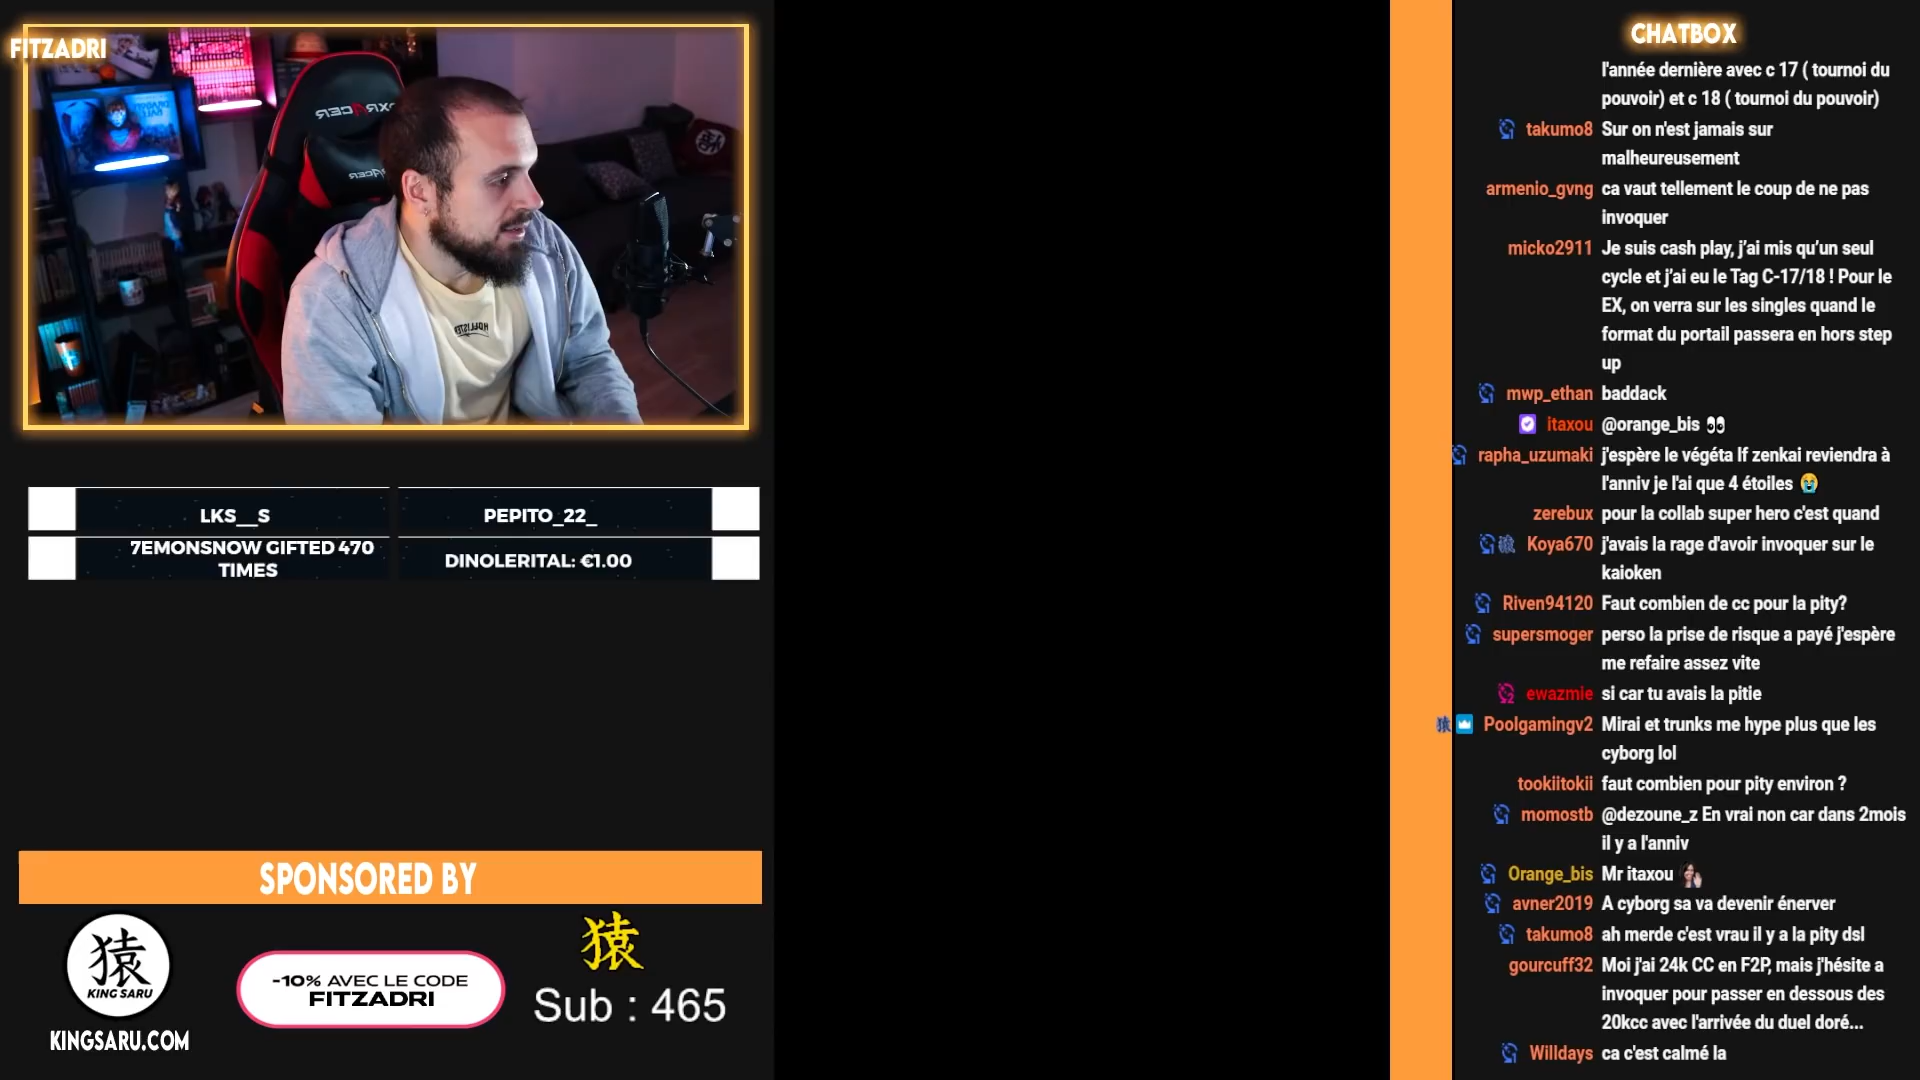 FITZADRI
LKS__S
PEPITO_22_
7EMONSNOW GIFTED 470
TIMES
DINOLERITAL: €1.00
SPONSORED BY
猿
KING SARU
KINGSARU.COM
-10% AVEC LE CODE
FITZADRI
猿
Sub : 465
CHATBOX
l'année dernière avec c 17 ( tournoi du
pouvoir) et c 18 ( tournoi du pouvoir)
takumo8 Sur on n'est jamais sur
malheureusement
armenio_gvng ca vaut tellement le coup de ne pas
invoquer
micko2911 Je suis cash play, j’ai mis qu’un seul
cycle et j’ai eu le Tag C-17/18 ! Pour le
EX, on verra sur les singles quand le
format du portail passera en hors step
up
mwp_ethan baddack
itaxou @orange_bis 👀
rapha_uzumaki j'espère le végéta lf zenkai reviendra à
l'anniv je l'ai que 4 étoiles 😭
zerebux pour la collab super hero c'est quand
Koya670 j'avais la rage d'avoir invoquer sur le
kaioken
Riven94120 Faut combien de cc pour la pity?
supersmoger perso la prise de risque a payé j'espère
me refaire assez vite
ewazmie si car tu avais la pitie
Poolgamingv2 Mirai et trunks me hype plus que les
cyborg lol
tookiitokii faut combien pour pity environ ?
momostb @dezoune_z En vrai non car dans 2mois
il y a l'anniv
Orange_bis Mr itaxou
avner2019 A cyborg sa va devenir énerver
takumo8 ah merde c'est vrau il y a la pity dsl
gourcuff32 Moi j'ai 24k CC en F2P, mais j'hésite a
invoquer pour passer en dessous des
20kcc avec l'arrivée du duel doré...
Willdays ca c'est calmé la